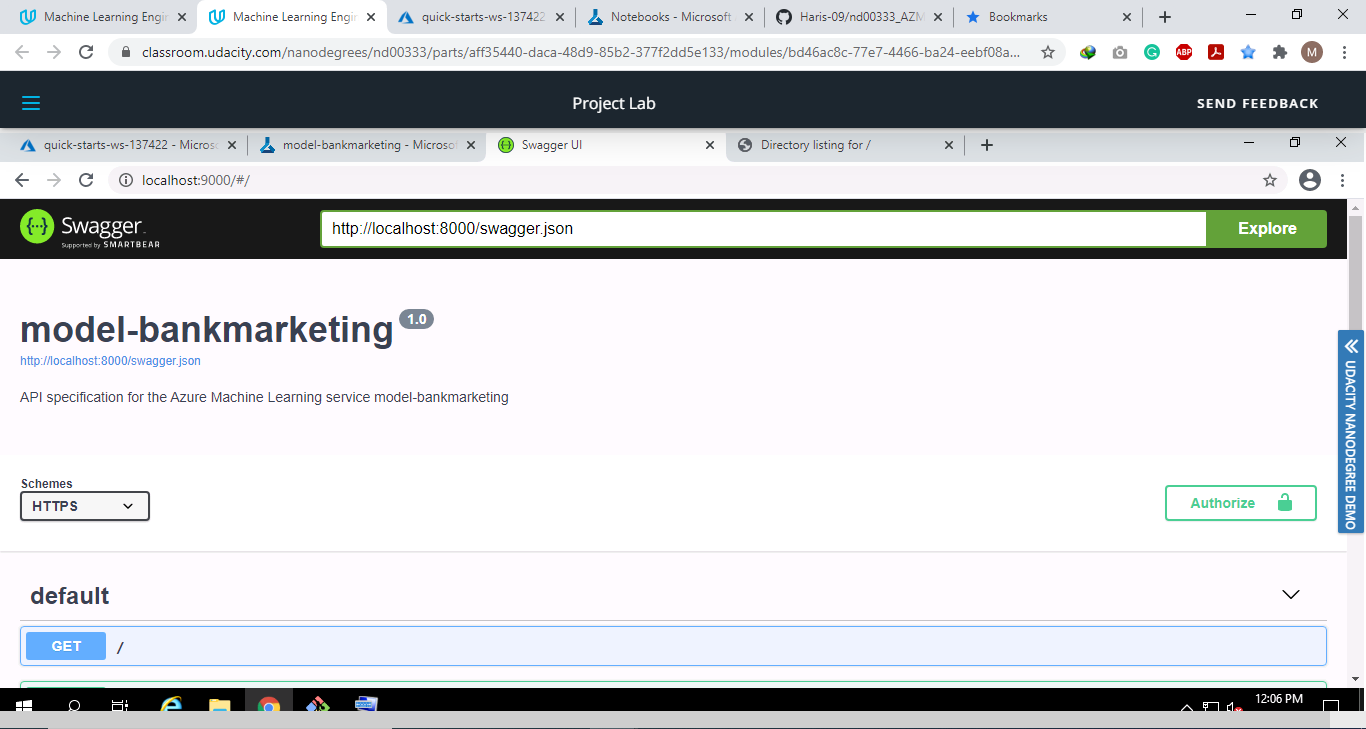 Machine Learning Engin
Machine Learning Engin
quick-starts-ws-137422
Notebooks - Microsoft
Haris-09/nd00333_AZM
Bookmarks
classroom.udacity.com/nanodegrees/nd00333/parts/aff35440-daca-48d9-85b2-377f2dd5e133/modules/bd46ac8c-77e7-4466-ba24-eebf08a...
ABP
M
Project Lab
SEND FEEDBACK
quick-starts-ws-137422 - Micros
model-bankmarketing - Microsof
Swagger UI
Directory listing for /
localhost:9000/#/
Swagger
Supported by SMARTBEAR
http://localhost:8000/swagger.json
Explore
model-bankmarketing 1.0
http://localhost:8000/swagger.json
API specification for the Azure Machine Learning service model-bankmarketing
UDACITY NANODEGREE DEMO
Schemes
HTTPS
Authorize
default
GET /
12:06 PM